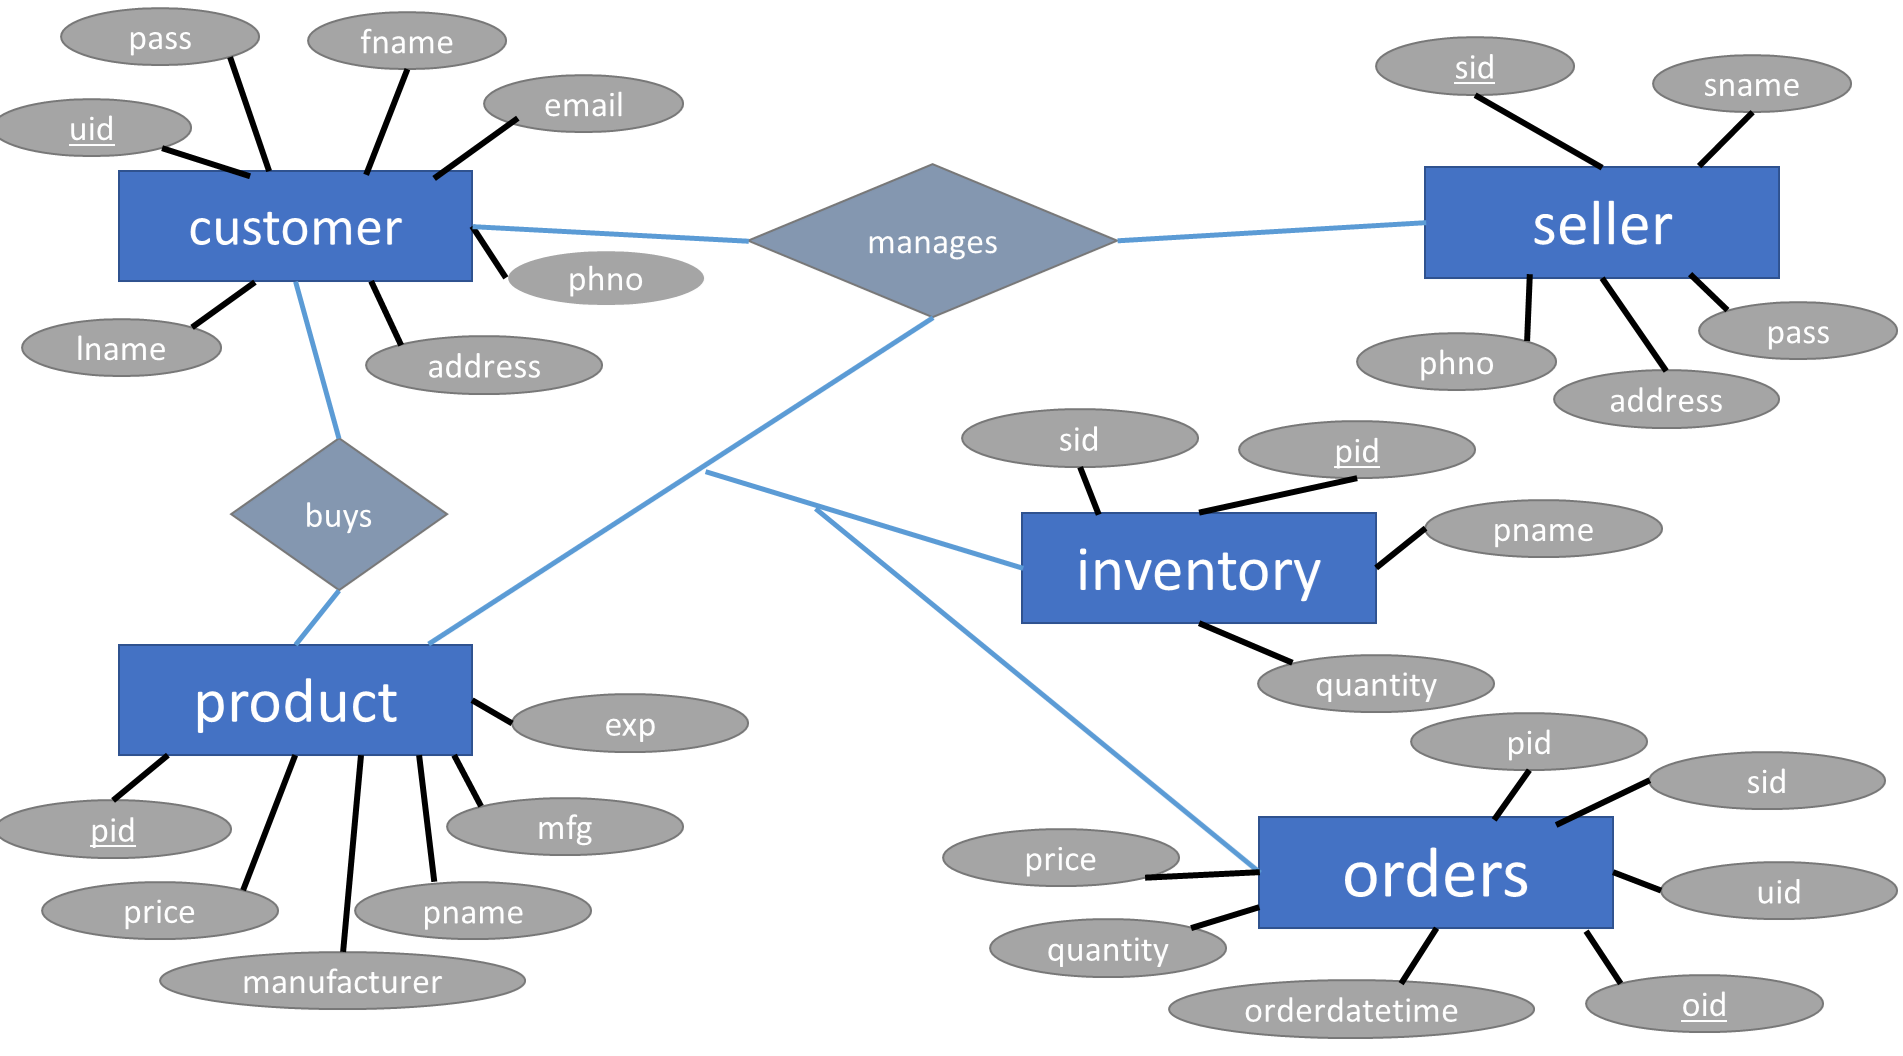 pass
fname
email
uid
customer
phno
lname
address
manages
sid
sname
seller
phno
pass
address
buys
sid
pid
pname
inventory
quantity
product
exp
pid
mfg
price
pname
manufacturer
pid
sid
price
orders
uid
quantity
orderdatetime
oid